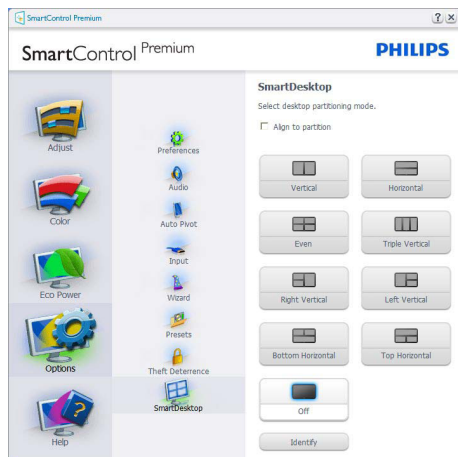 SmartControl Premium
SmartControl Premium
PHILIPS
Adjust
Color
Eco Power
Options
Help
Preferences
Audio
Auto Pivot
Input
Wizard
Presets
Theft Deterrence
SmartDesktop
SmartDesktop
Select desktop partitioning mode.
Align to partition
Vertical
Horizontal
Even
Triple Vertical
Right Vertical
Left Vertical
Bottom Horizontal
Top Horizontal
Off
Identify